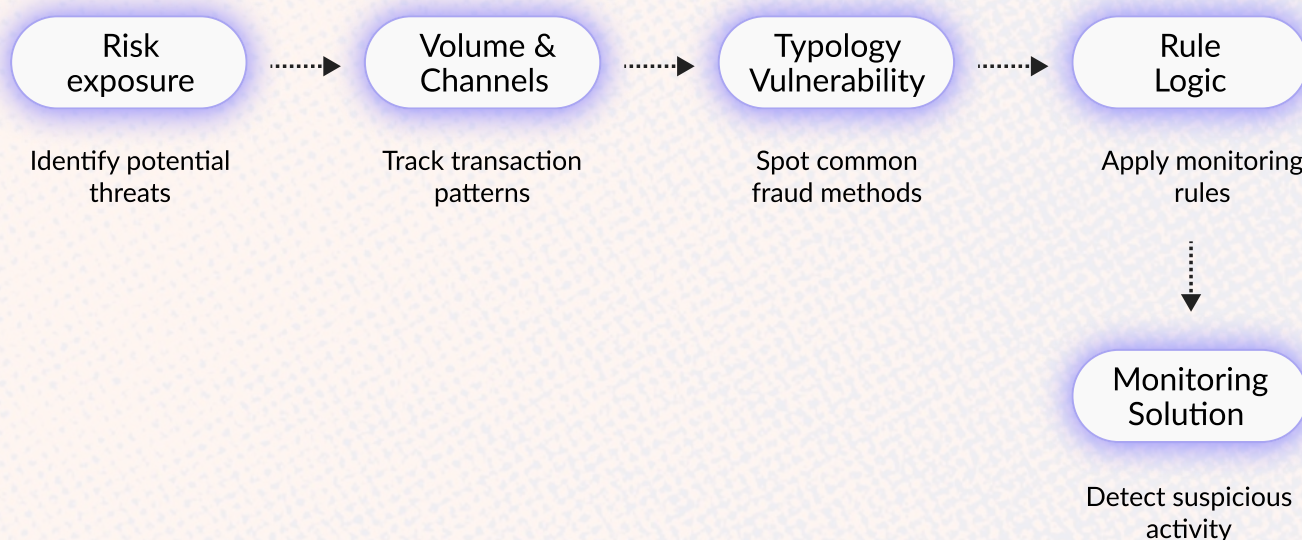 Risk
exposure
Volume &
Channels
Typology
Vulnerability
Rule
Logic
Identify potential
threats
Track transaction
patterns
Spot common
fraud methods
Apply monitoring
rules
Monitoring
Solution
Detect suspicious
activity